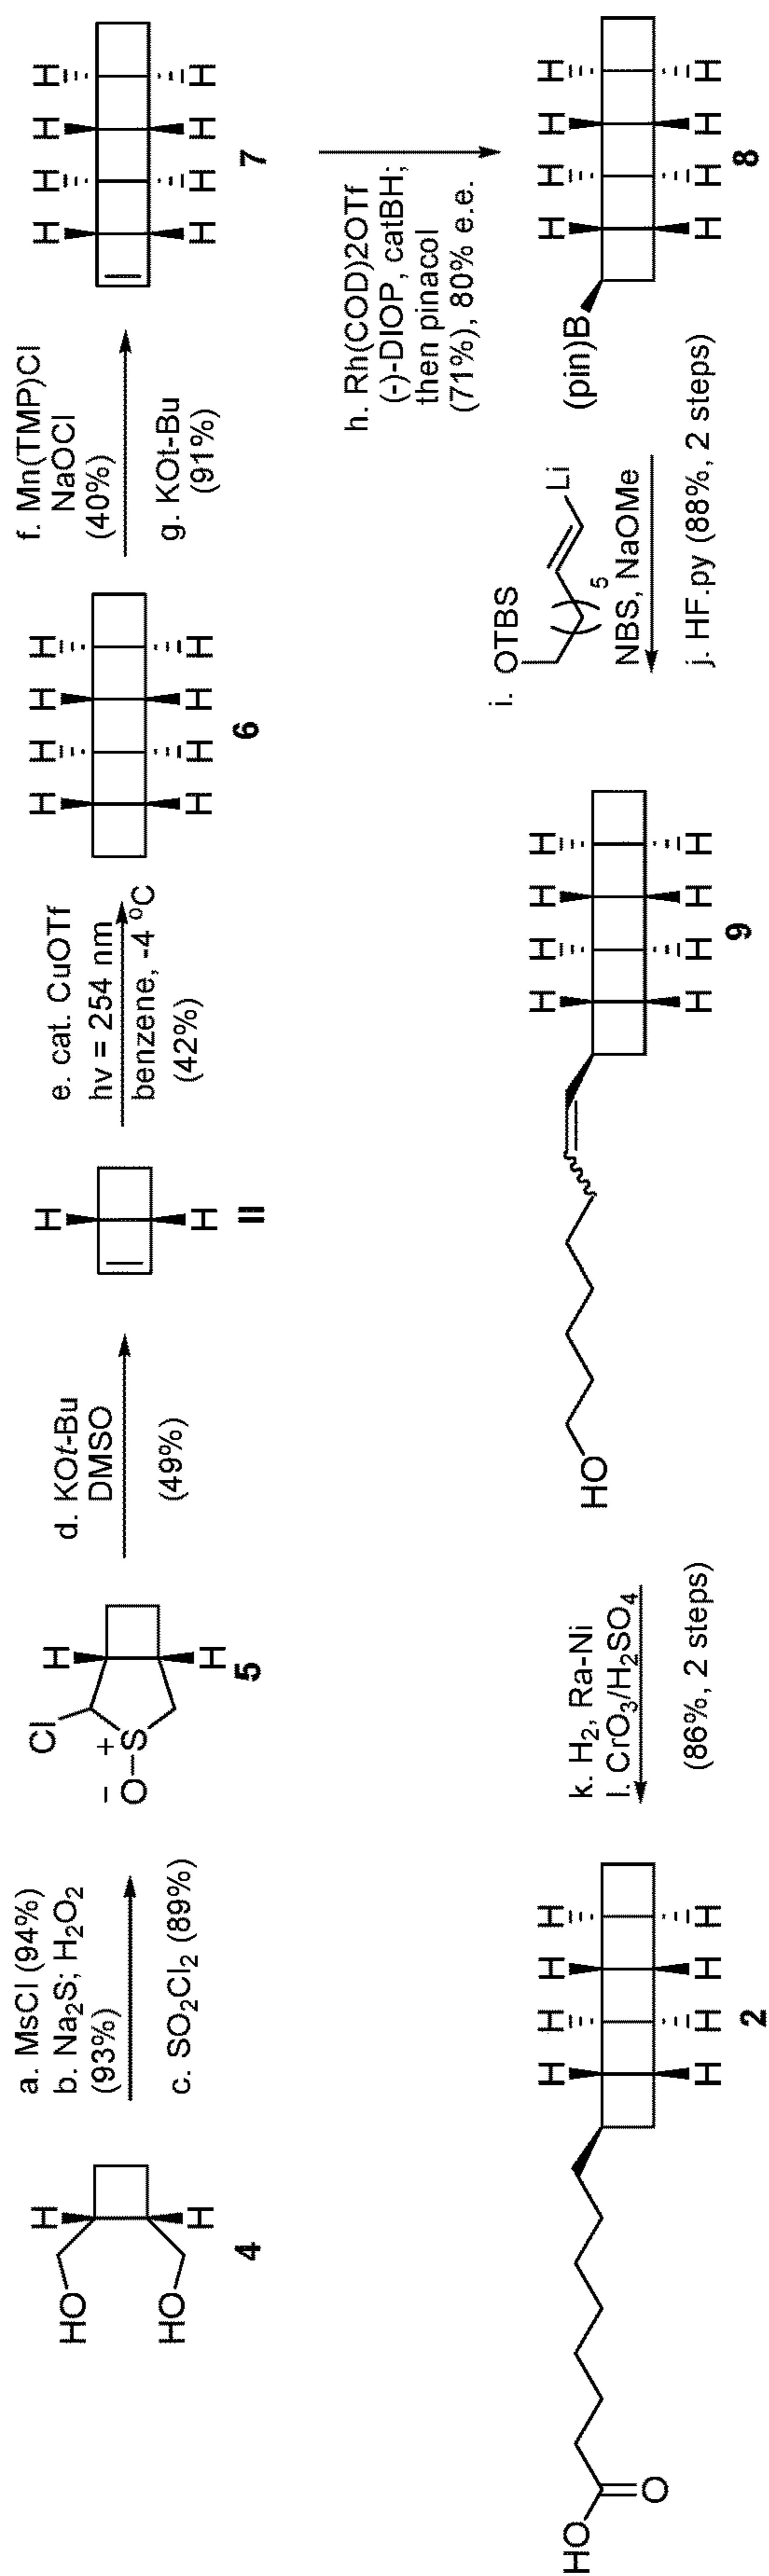 HO
H
HO
H
4
a. MsCl (94%)
b. Na2S; H2O2
(93%)
c. SO2Cl2 (89%)
Cl
H
+
S
−
O
H
5
d. KOt-Bu
DMSO
(49%)
H
H
II
e. cat. CuOTf
hv = 254 nm
benzene, -4 °C
(42%)
H H H H
H H H H
6
f. Mn(TMP)Cl
NaOCl
(40%)
g. KOt-Bu
(91%)
H H H H
H H H H
7
h. Rh(COD)2OTf
(-)-DIOP, catBH;
then pinacol
(71%), 80% e.e.
(pin)B
H H H H
H H H H
8
i. OTBS
Li
5
NBS, NaOMe
j. HF.py (88%, 2 steps)
HO
H H H H
H H H H
9
k. H2, Ra-Ni
l. CrO3/H2SO4
(86%, 2 steps)
HO
O
H H H H
H H H H
2